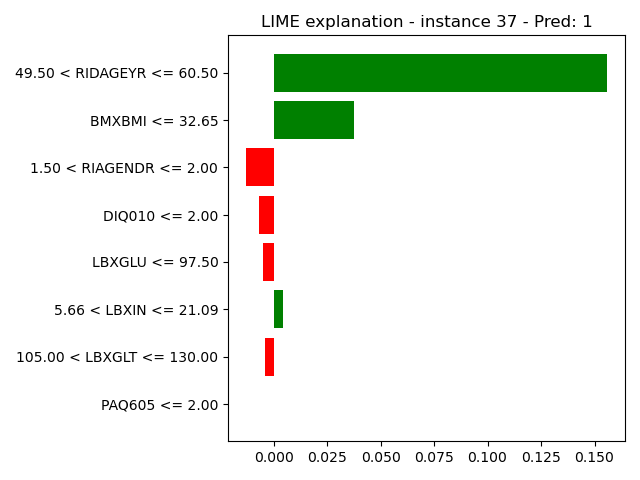 LIME explanation - instance 37 - Pred: 1
49.50 < RIDAGEYR <= 60.50
BMXBMI <= 32.65
1.50 < RIAGENDR <= 2.00
DIQ010 <= 2.00
LBXGLU <= 97.50
5.66 < LBXIN <= 21.09
105.00 < LBXGLT <= 130.00
PAQ605 <= 2.00
0.000 0.025 0.050 0.075 0.100 0.125 0.150